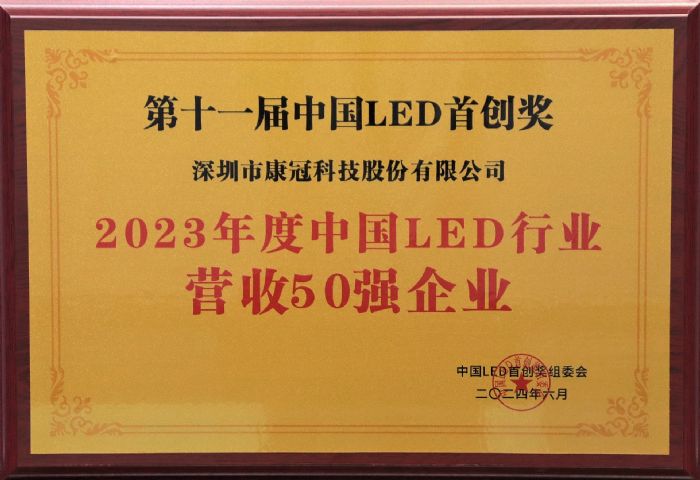 第十一届中国LED首创奖
深圳市康冠科技股份有限公司
2023年度中国LED行业
营收50强企业
中国LED首创奖组委会
二〇二四年六月